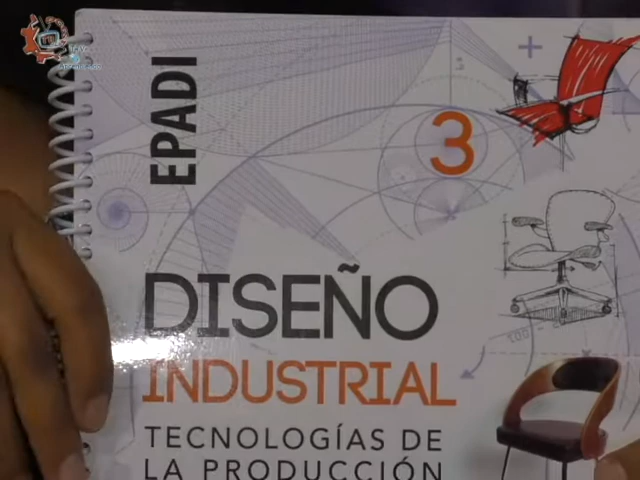 EPADI
3
DISEÑO
INDUSTRIAL
TECNOLOGÍAS DE
LA PRODUCCIÓN